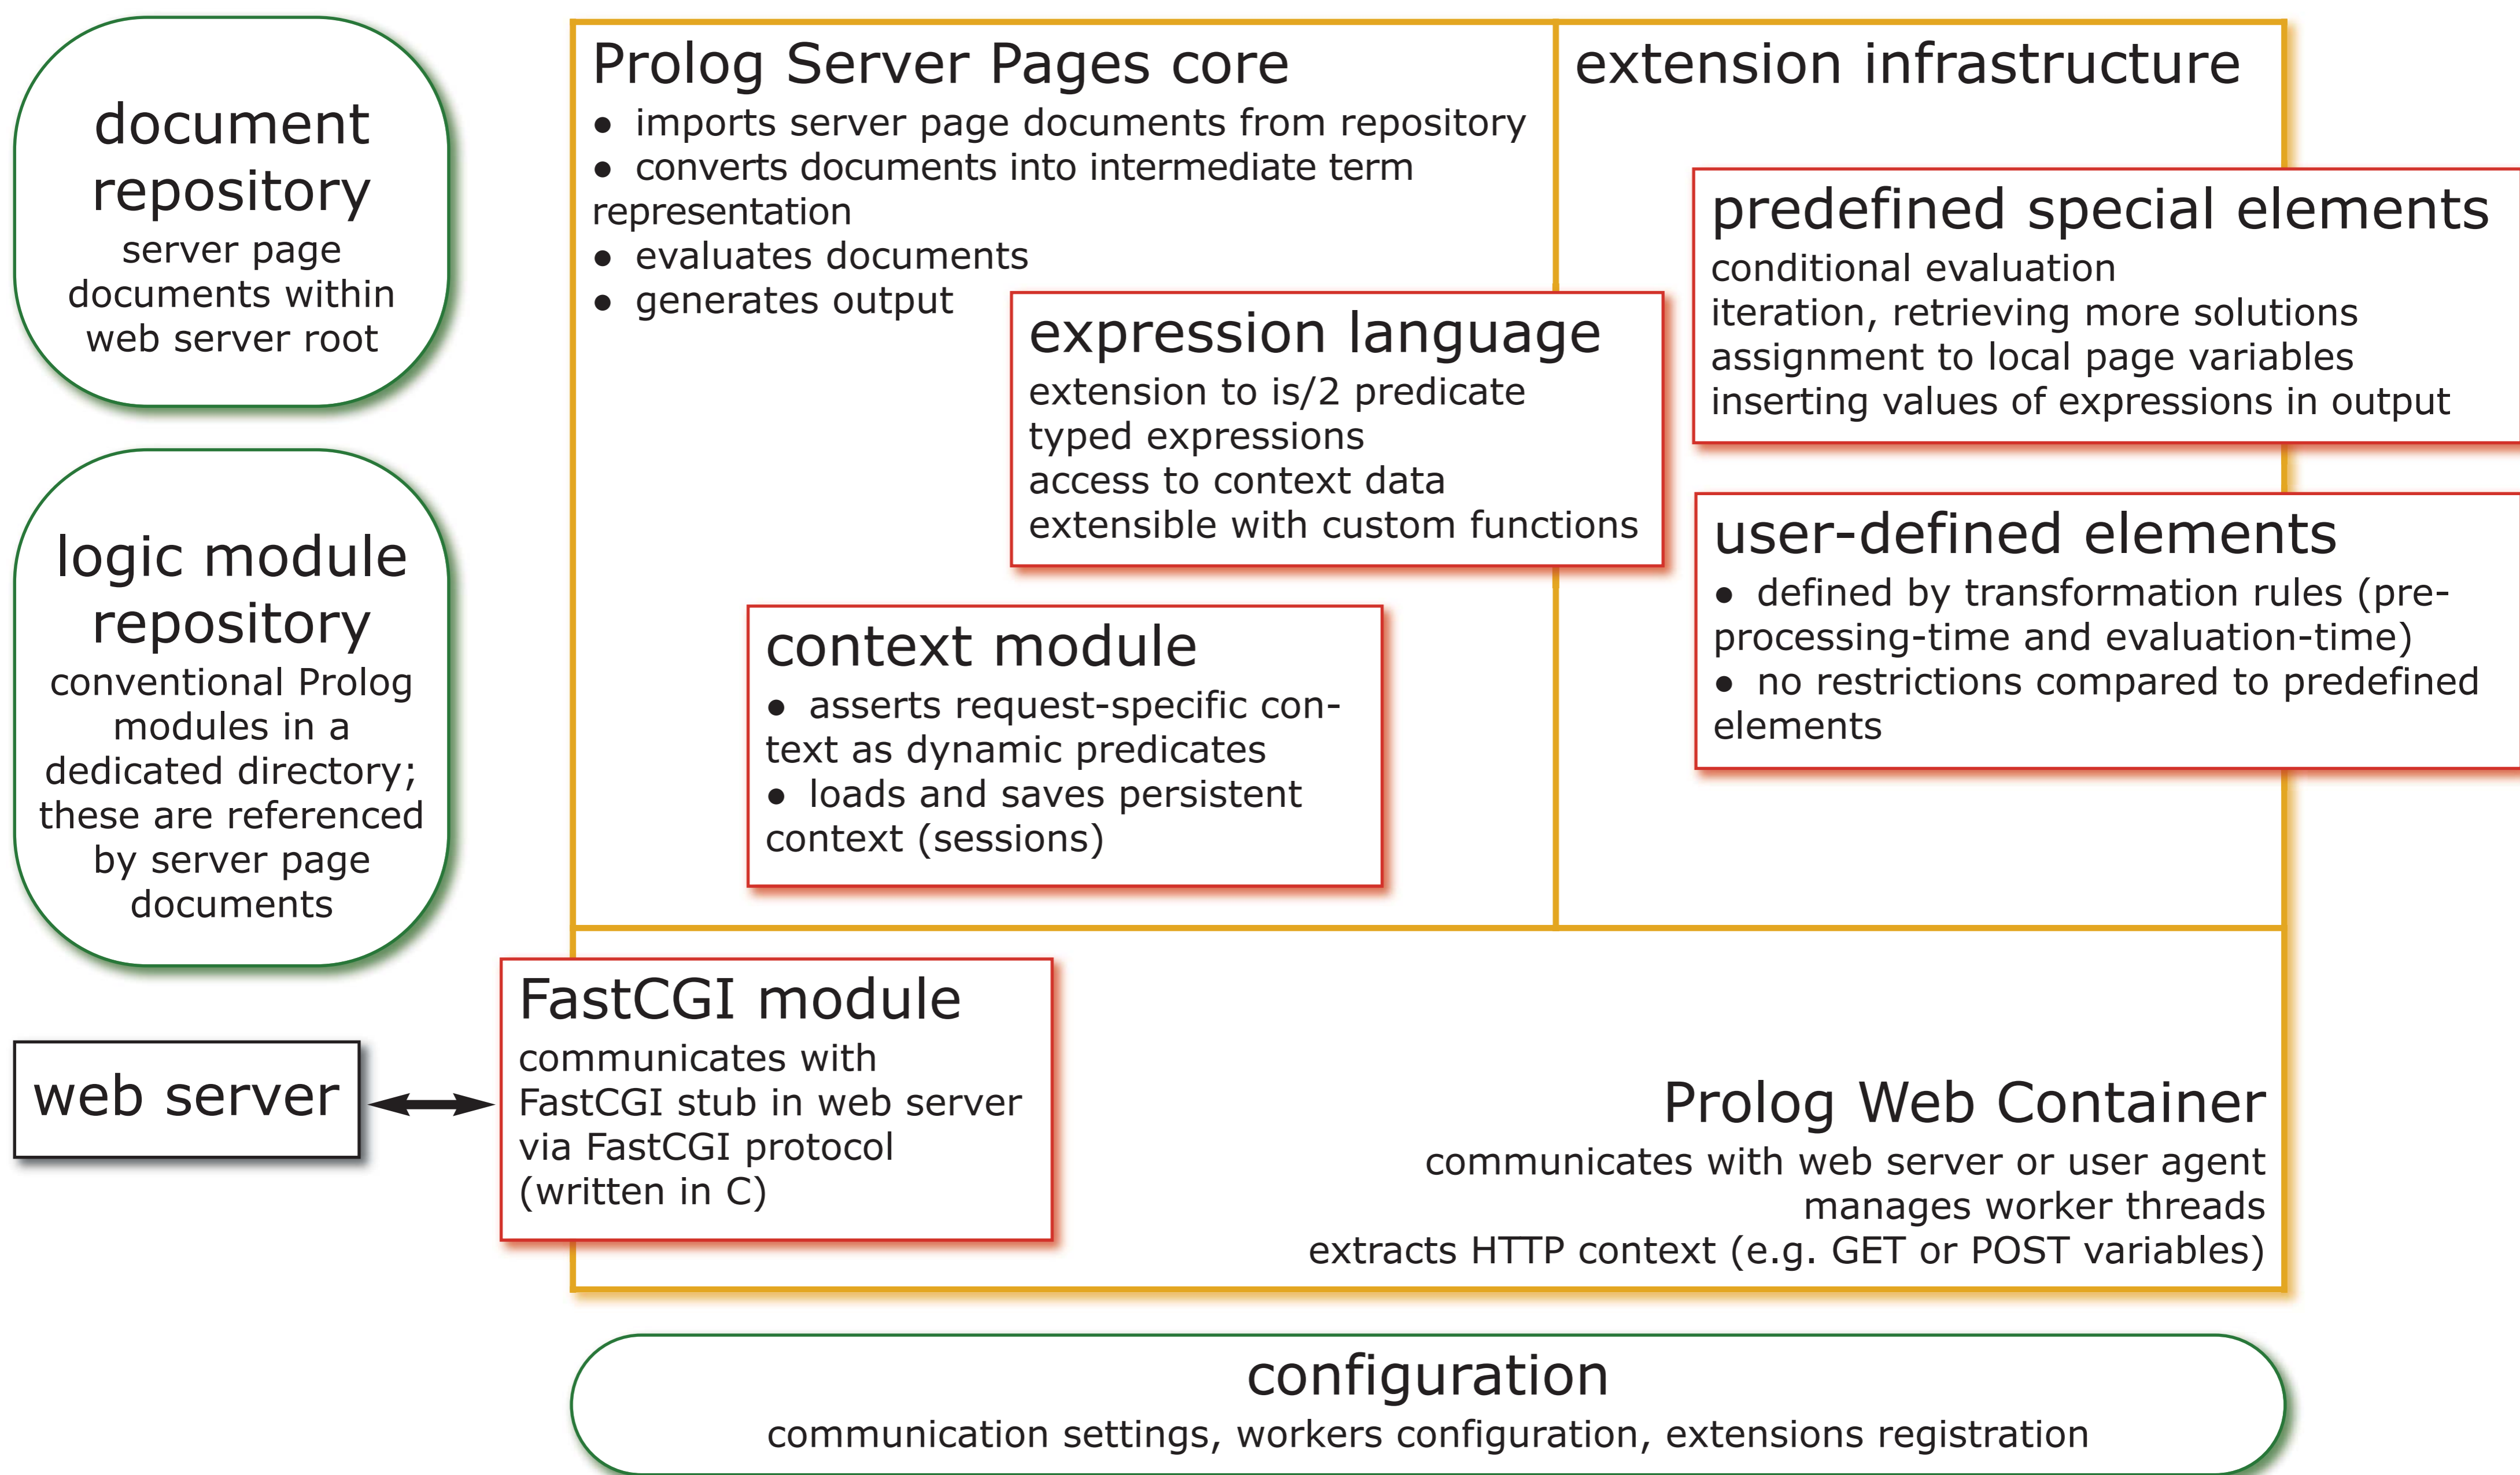 document
repository
server page
documents within
web server root
logic module
repository
conventional Prolog
modules in a
dedicated directory;
these are referenced
by server page
documents
web server
Prolog Server Pages core
● imports server page documents from repository
● converts documents into intermediate term
representation
● evaluates documents
● generates output
expression language
extension to is/2 predicate
typed expressions
access to context data
extensible with custom functions
context module
● asserts request-specific con-
text as dynamic predicates
● loads and saves persistent
context (sessions)
extension infrastructure
predefined special elements
conditional evaluation
iteration, retrieving more solutions
assignment to local page variables
inserting values of expressions in output
user-defined elements
● defined by transformation rules (pre-
processing-time and evaluation-time)
● no restrictions compared to predefined
elements
FastCGI module
communicates with
FastCGI stub in web server
via FastCGI protocol
(written in C)
Prolog Web Container
communicates with web server or user agent
manages worker threads
extracts HTTP context (e.g. GET or POST variables)
configuration
communication settings, workers configuration, extensions registration